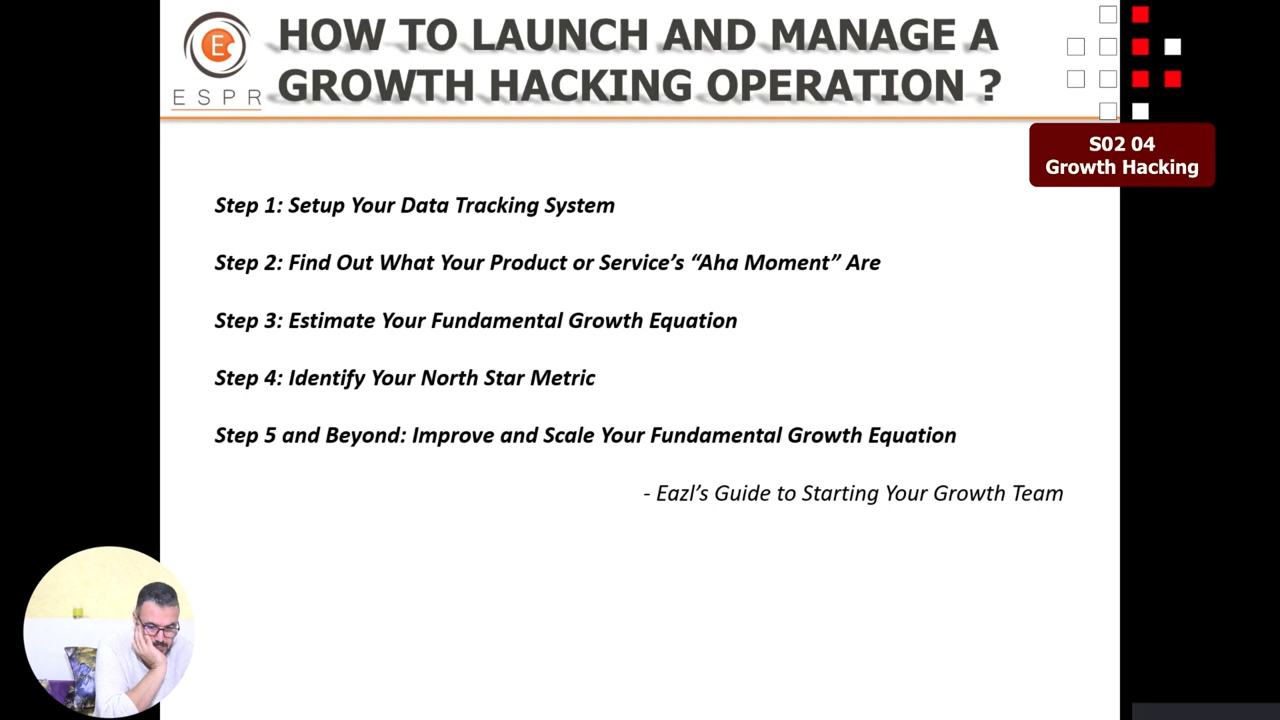 HOW TO LAUNCH AND MANAGE A
GROWTH HACKING OPERATION ?
E
ESPR
S02 04
Growth Hacking
Step 1: Setup Your Data Tracking System
Step 2: Find Out What Your Product or Service’s “Aha Moment” Are
Step 3: Estimate Your Fundamental Growth Equation
Step 4: Identify Your North Star Metric
Step 5 and Beyond: Improve and Scale Your Fundamental Growth Equation
- Eazl’s Guide to Starting Your Growth Team